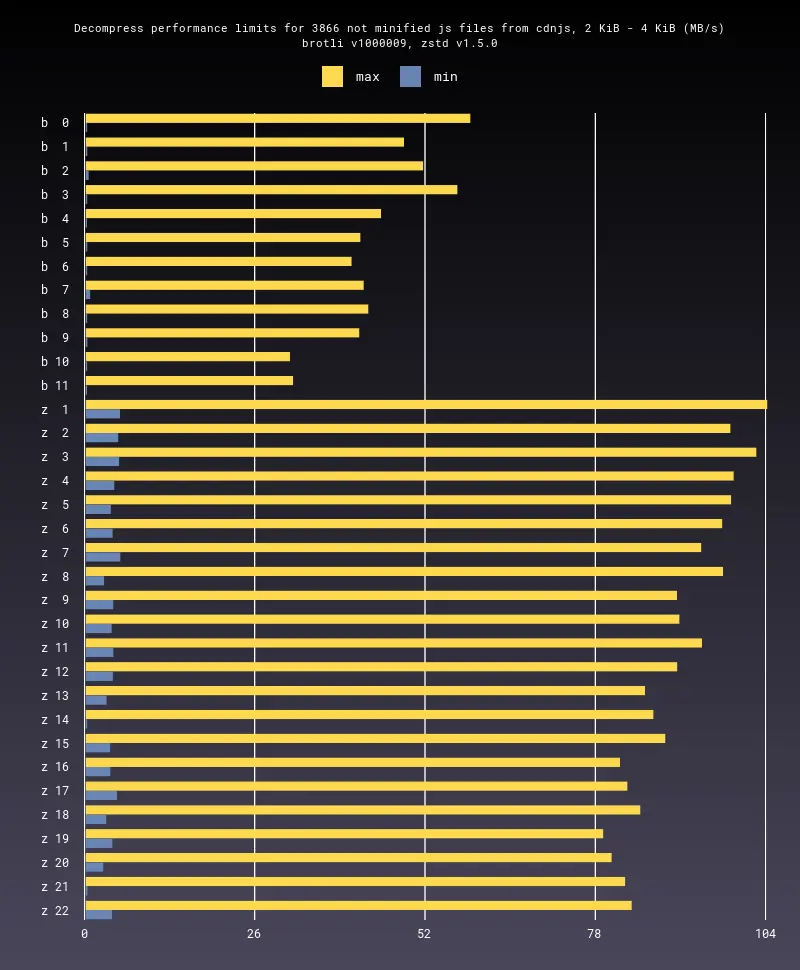 Decompress performance limits for 3866 not minified js files from cdnjs, 2 KiB - 4 KiB (MB/s)
brotli v1000009, zstd v1.5.0
max min
b 0
b 1
b 2
b 3
b 4
b 5
b 6
b 7
b 8
b 9
b 10
b 11
z 1
z 2
z 3
z 4
z 5
z 6
z 7
z 8
z 9
z 10
z 11
z 12
z 13
z 14
z 15
z 16
z 17
z 18
z 19
z 20
z 21
z 22
0 26 52 78 104